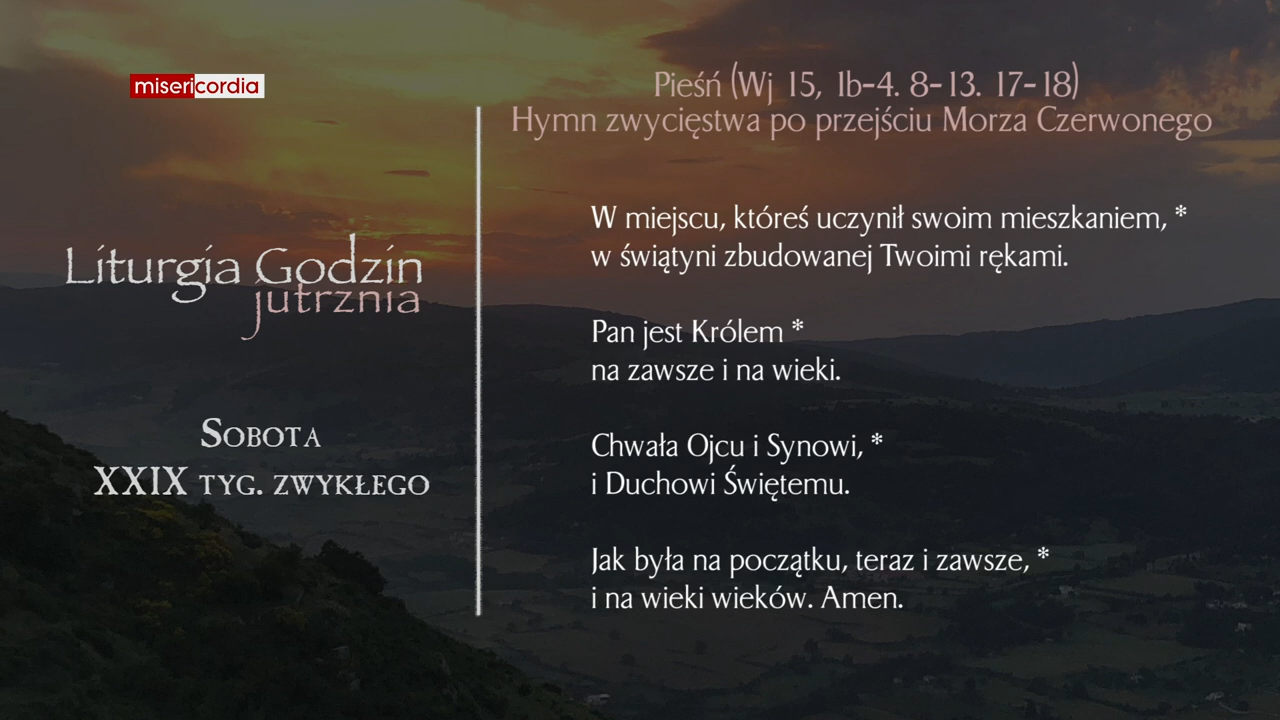 misericordia
Liturgia Godzin
jutrznia
Sobota
XXIX tyg. zwykłego
Pieśń (Wj 15, 1b-4. 8-13. 17-18)
Hymn zwycięstwa po przejściu Morza Czerwonego
W miejscu, któreś uczynił swoim mieszkaniem, *
w świątyni zbudowanej Twoimi rękami.
Pan jest Królem *
na zawsze i na wieki.
Chwała Ojcu i Synowi, *
i Duchowi Świętemu.
Jak była na początku, teraz i zawsze, *
i na wieki wieków. Amen.